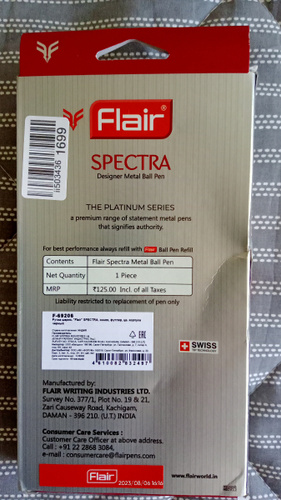 Flair®
SPECTRA
Designer Metal Ball Pen
1699
THE PLATINUM SERIES
a premium range of statement metal pens
that signifies authority.
For best performance always refill with Flair Ball Pen Refill
Contents Flair Spectra Metal Ball Pen
Net Quantity 1 Piece
MRP ₹125.00 Incl. of all Taxes
Liability restricted to replacement of pen only
F-69206
EAC
4610082832497
SWISS
TIP TECHNOLOGY
Manufactured by:
FLAIR WRITING INDUSTRIES LTD.
Survey No. 377/1, Plot No. 19 & 21,
Zari Causeway Road, Kachigam,
DAMAN - 396 210. (U.T.) INDIA
Consumer Care Services :
Customer Care Officer at above address.
Call : +91 22 2868 3084,
e-mail : consumercare@flairpens.com
Flair
www.flairworld.in